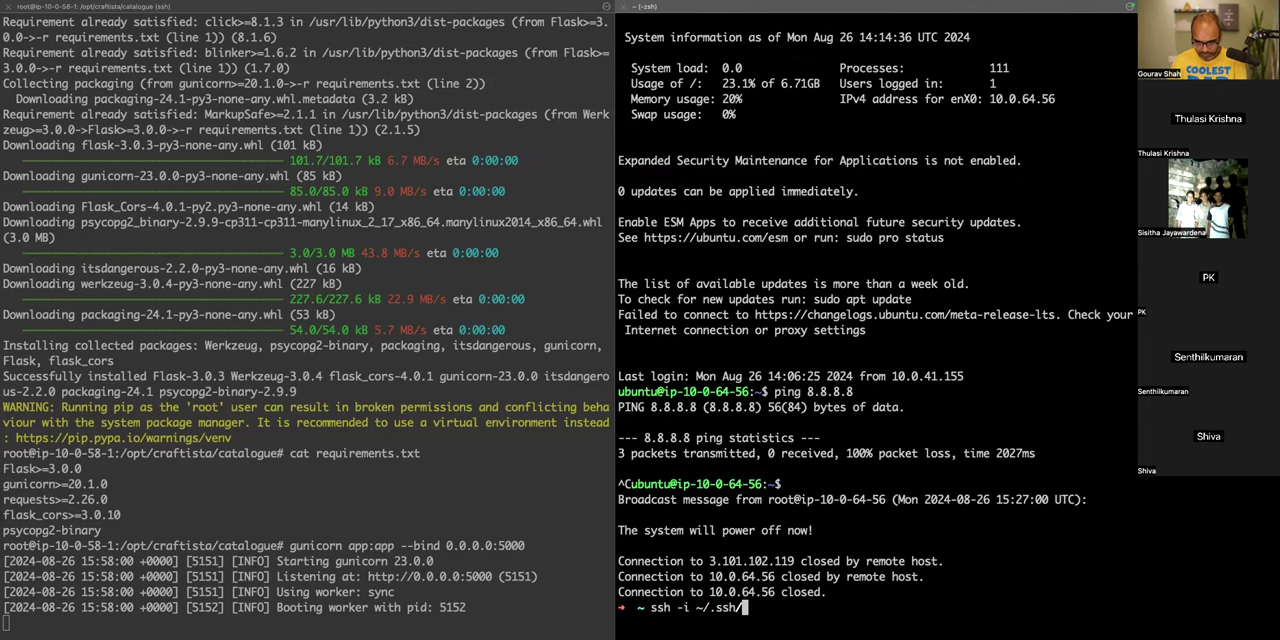 root@ip-10-0-58-1: /opt/craftista/catalogue (ssh)
Requirement already satisfied: click>=8.1.3 in /usr/lib/python3/dist-packages (from Flask>=3.
0.0->-r requirements.txt (line 1)) (8.1.6)
Requirement already satisfied: blinker>=1.6.2 in /usr/lib/python3/dist-packages (from Flask>=
3.0.0->-r requirements.txt (line 1)) (1.7.0)
Collecting packaging (from gunicorn>=20.1.0->-r requirements.txt (line 2))
  Downloading packaging-24.1-py3-none-any.whl.metadata (3.2 kB)
Requirement already satisfied: MarkupSafe>=2.1.1 in /usr/lib/python3/dist-packages (from Werk
zeug>=3.0.0->Flask>=3.0.0->-r requirements.txt (line 1)) (2.1.5)
Downloading flask-3.0.3-py3-none-any.whl (101 kB)
101.7/101.7 kB 6.7 MB/s eta 0:00:00
Downloading gunicorn-23.0.0-py3-none-any.whl (85 kB)
85.0/85.0 kB 9.0 MB/s eta 0:00:00
Downloading Flask_Cors-4.0.1-py2.py3-none-any.whl (14 kB)
Downloading psycopg2_binary-2.9.9-cp311-cp311-manylinux_2_17_x86_64.manylinux2014_x86_64.whl
(3.0 MB)
3.0/3.0 MB 43.8 MB/s eta 0:00:00
Downloading itsdangerous-2.2.0-py3-none-any.whl (16 kB)
Downloading werkzeug-3.0.4-py3-none-any.whl (227 kB)
227.6/227.6 kB 22.9 MB/s eta 0:00:00
Downloading packaging-24.1-py3-none-any.whl (53 kB)
54.0/54.0 kB 5.7 MB/s eta 0:00:00
Installing collected packages: Werkzeug, psycopg2-binary, packaging, itsdangerous, gunicorn,
Flask, flask_cors
Successfully installed Flask-3.0.3 Werkzeug-3.0.4 flask_cors-4.0.1 gunicorn-23.0.0 itsdangero
us-2.2.0 packaging-24.1 psycopg2-binary-2.9.9
WARNING: Running pip as the 'root' user can result in broken permissions and conflicting beha
viour with the system package manager. It is recommended to use a virtual environment instead
: https://pip.pypa.io/warnings/venv
root@ip-10-0-58-1:/opt/craftista/catalogue# cat requirements.txt
Flask>=3.0.0
gunicorn>=20.1.0
requests>=2.26.0
flask_cors>=3.0.10
psycopg2-binary
root@ip-10-0-58-1:/opt/craftista/catalogue# gunicorn app:app --bind 0.0.0.0:5000
[2024-08-26 15:58:00 +0000] [5151] [INFO] Starting gunicorn 23.0.0
[2024-08-26 15:58:00 +0000] [5151] [INFO] Listening at: http://0.0.0.0:5000 (5151)
[2024-08-26 15:58:00 +0000] [5151] [INFO] Using worker: sync
[2024-08-26 15:58:00 +0000] [5152] [INFO] Booting worker with pid: 5152
~ (-zsh)
System information as of Mon Aug 26 14:14:36 UTC 2024
System load: 0.0 Processes: 111
Usage of /: 23.1% of 6.71GB Users logged in: 1
Memory usage: 20% IPv4 address for enX0: 10.0.64.56
Swap usage: 0%
Expanded Security Maintenance for Applications is not enabled.
0 updates can be applied immediately.
Enable ESM Apps to receive additional future security updates.
See https://ubuntu.com/esm or run: sudo pro status
The list of available updates is more than a week old.
To check for new updates run: sudo apt update
Failed to connect to https://changelogs.ubuntu.com/meta-release-lts. Check your
Internet connection or proxy settings
Last login: Mon Aug 26 14:06:25 2024 from 10.0.41.155
ubuntu@ip-10-0-64-56:~$ ping 8.8.8.8
PING 8.8.8.8 (8.8.8.8) 56(84) bytes of data.
--- 8.8.8.8 ping statistics ---
3 packets transmitted, 0 received, 100% packet loss, time 2027ms
^Cubuntu@ip-10-0-64-56:~$
Broadcast message from root@ip-10-0-64-56 (Mon 2024-08-26 15:27:00 UTC):
The system will power off now!
Connection to 3.101.102.119 closed by remote host.
Connection to 10.0.64.56 closed by remote host.
Connection to 10.0.64.56 closed.
➜ ~ ssh -i ~/.ssh/
COOLEST
Gourav Shah
Thulasi Krishna
Thulasi Krishna
Sisitha Jayawardena
PK
PK
Senthilkumaran
Senthilkumaran
Shiva
Shiva